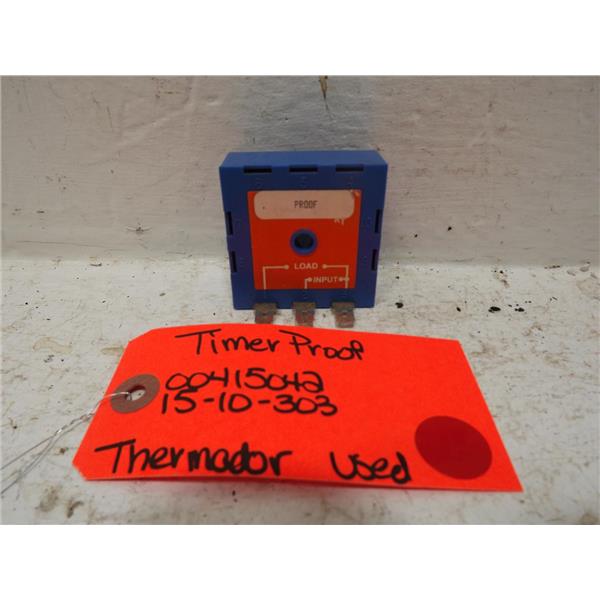 PROOF
LOAD
INPUT
Timer Proof
00415042
15-10-303
Thermador Used